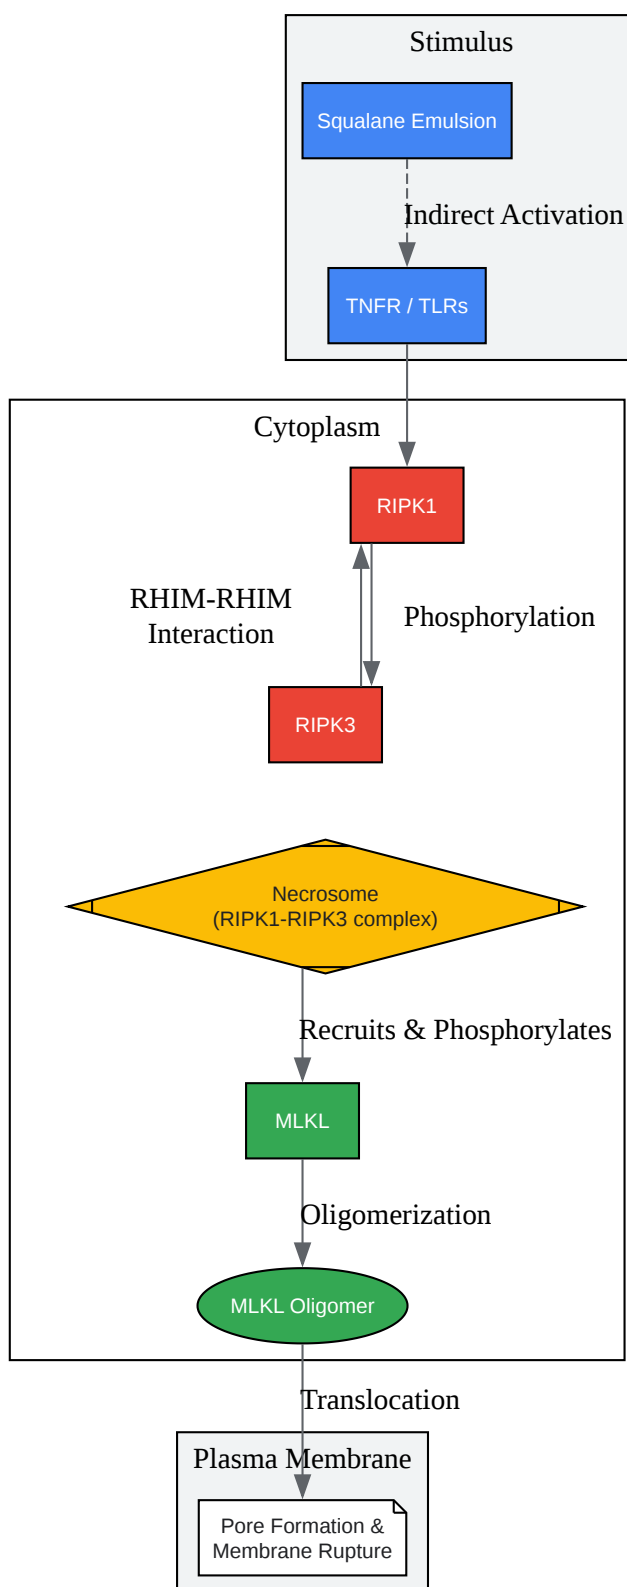 Stimulus
Squalane Emulsion
Indirect Activation
TNFR / TLRs
Cytoplasm
RIPK1
RHIM-RHIM
Interaction
Phosphorylation
RIPK3
Necrosome
(RIPK1-RIPK3 complex)
Recruits & Phosphorylates
MLKL
Oligomerization
MLKL Oligomer
Translocation
Plasma Membrane
Pore Formation &
Membrane Rupture